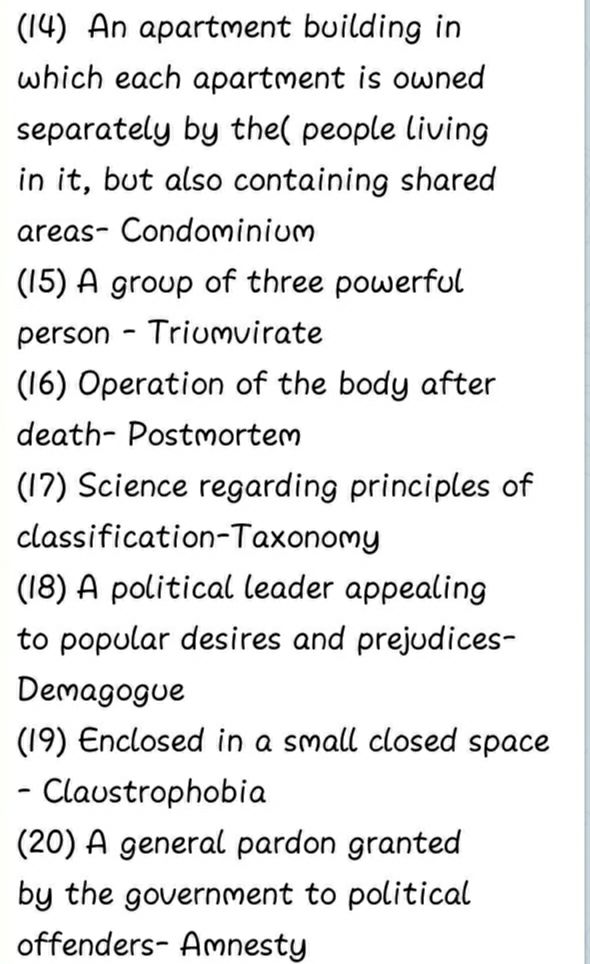 (14) An apartment building in
which each apartment is owned
separately by the( people living
in it, but also containing shared
areas- Condominium
(15) A group of three powerful
person - Triumvirate
(16) Operation of the body after
death- Postmortem
(17) Science regarding principles of
classification-Taxonomy
(18) A political leader appealing
to popular desires and prejudices-
Demagogue
(19) Enclosed in a small closed space
- Claustrophobia
(20) A general pardon granted
by the government to political
offenders- Amnesty